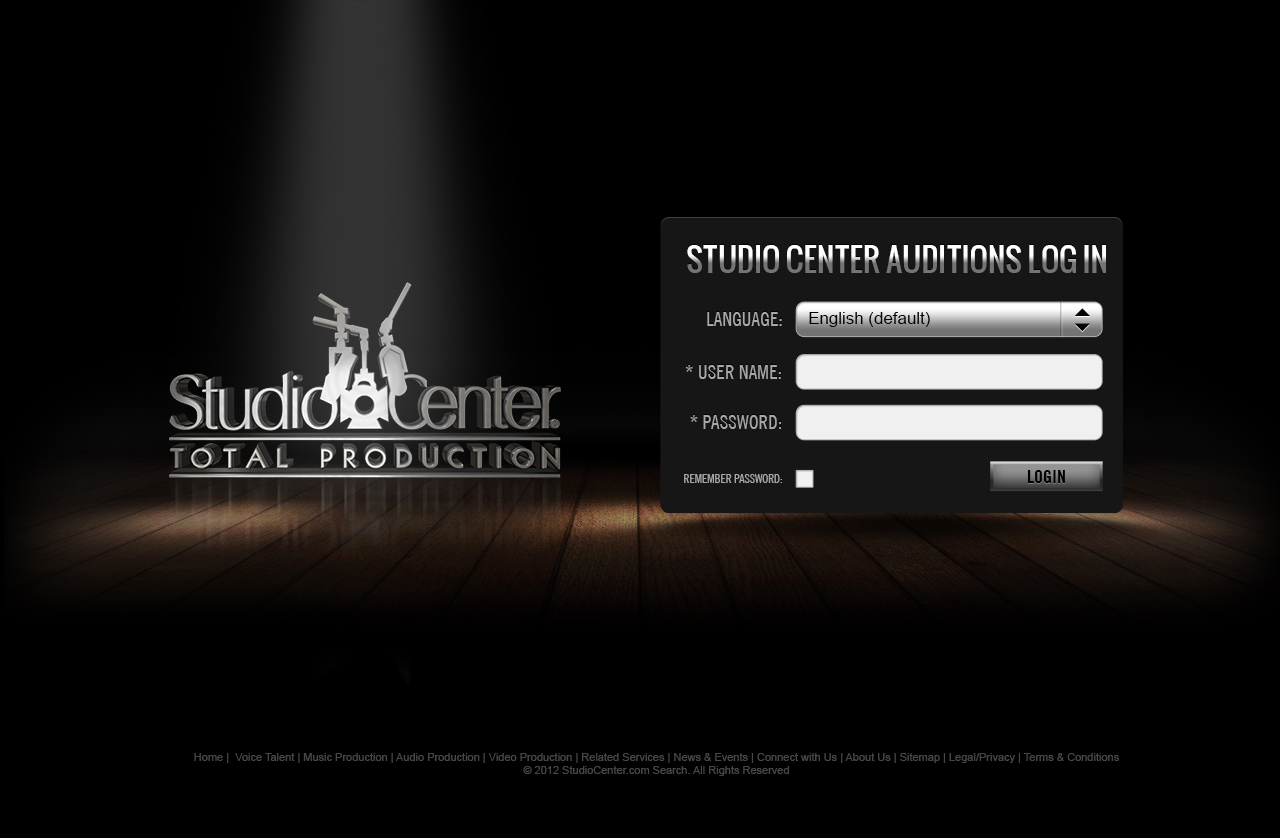 Studio Center.
TOTAL PRODUCTION
STUDIO CENTER AUDITIONS LOG IN
LANGUAGE: English (default)
* USER NAME:
* PASSWORD:
REMEMBER PASSWORD: LOGIN
Home | Voice Talent | Music Production | Audio Production | Video Production | Related Services | News & Events | Connect with Us | About Us | Sitemap | Legal/Privacy | Terms & Conditions
© 2012 StudioCenter.com Search. All Rights Reserved